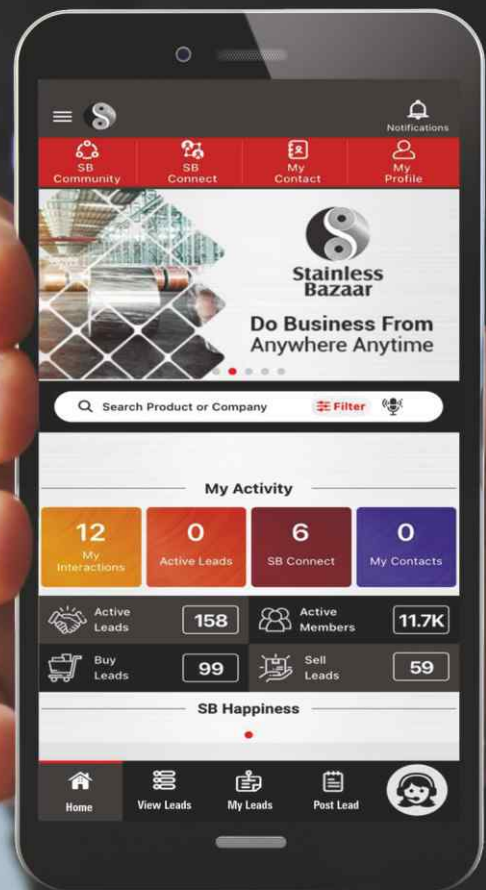 Notifications
SB
Community
SB
Connect
My
Contact
My
Profile
Stainless
Bazaar
Do Business From
Anywhere Anytime
Search Product or Company
Filter
My Activity
12
My
Interactions
0
Active Leads
6
SB Connect
0
My Contacts
Active
Leads
158
Active
Members
11.7K
Buy
Leads
99
Sell
Leads
59
SB Happiness
Home
View Leads
My Leads
Post Lead